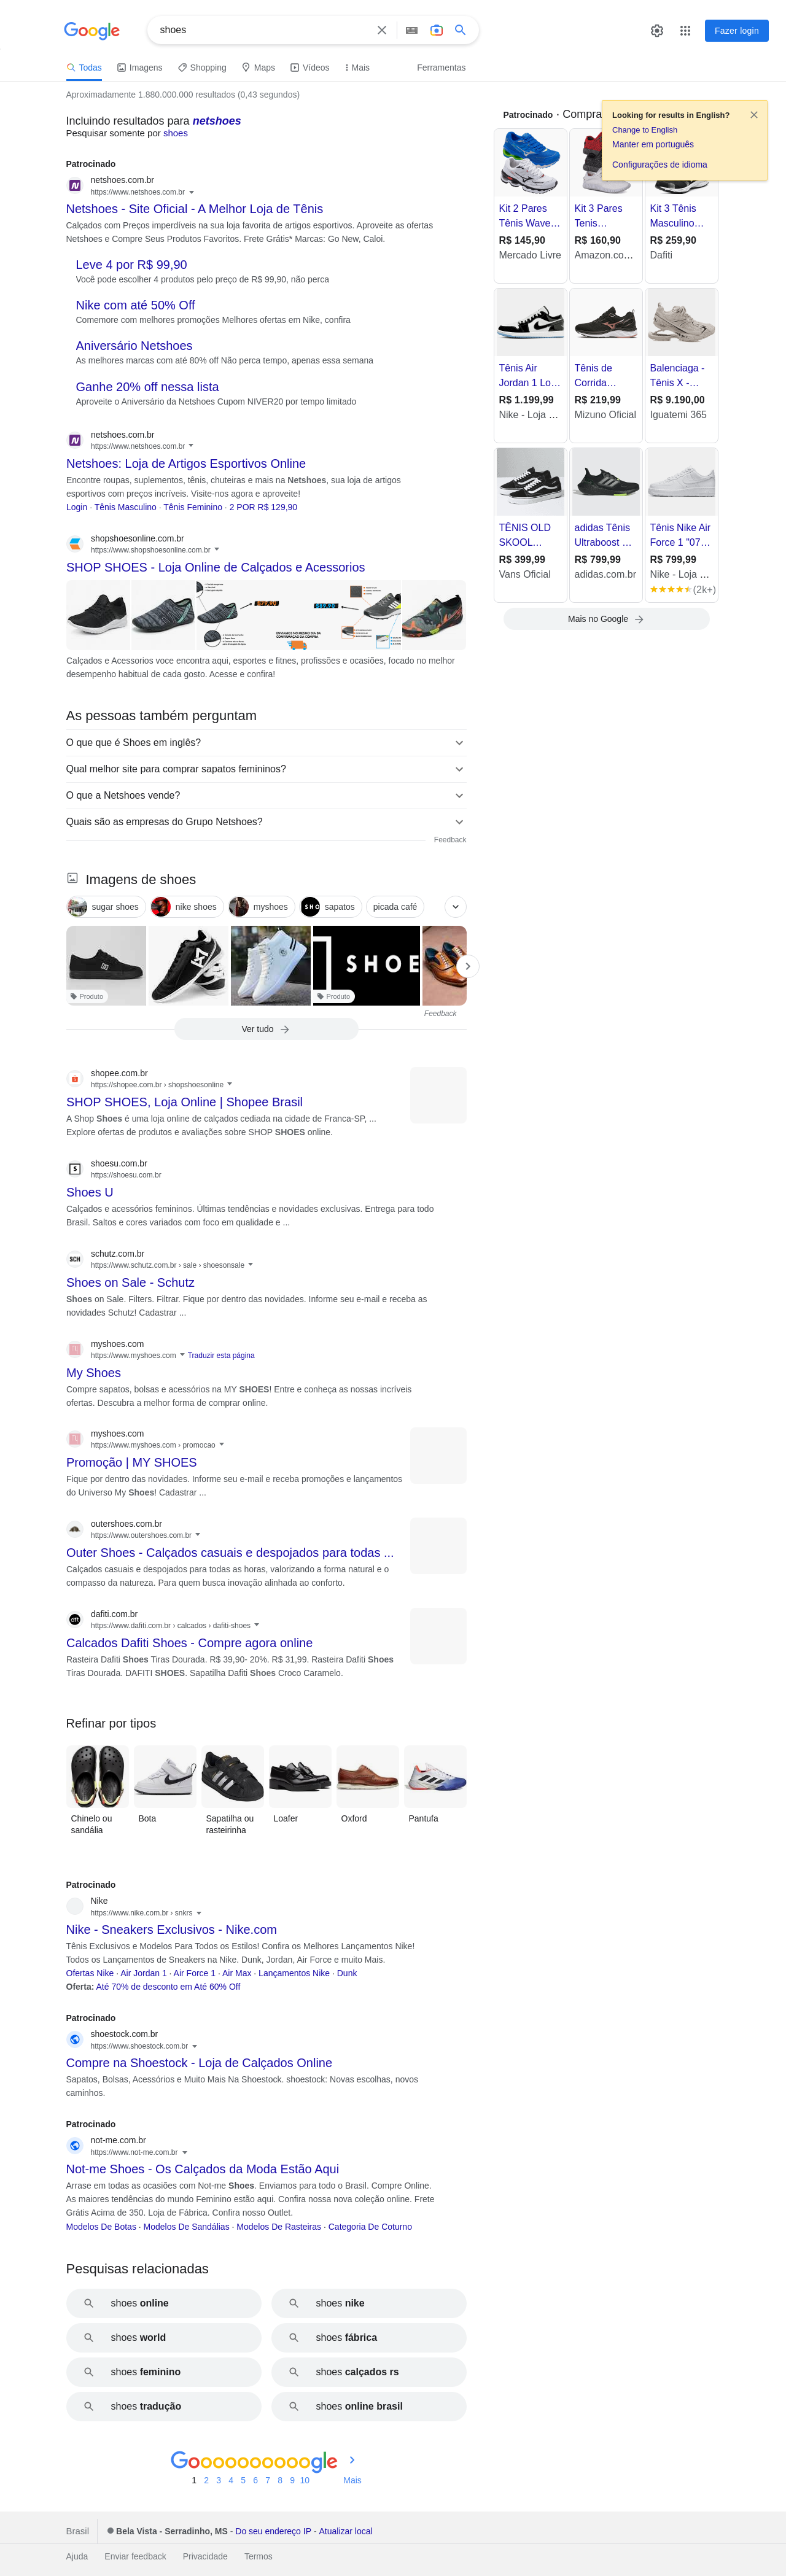 Google
shoes
Fazer login
Todas
Imagens
Shopping
Maps
Vídeos
Mais
Ferramentas
Aproximadamente 1.880.000.000 resultados (0,43 segundos)
Looking for results in English?
Change to English
Manter em português
Configurações de idioma
Incluindo resultados para netshoes
Pesquisar somente por shoes
Patrocinado
netshoes.com.br
https://www.netshoes.com.br
Netshoes - Site Oficial - A Melhor Loja de Tênis
Calçados com Preços imperdíveis na sua loja favorita de artigos esportivos. Aproveite as ofertas
Netshoes e Compre Seus Produtos Favoritos. Frete Grátis* Marcas: Go New, Caloi.
Leve 4 por R$ 99,90
Você pode escolher 4 produtos pelo preço de R$ 99,90, não perca
Nike com até 50% Off
Comemore com melhores promoções Melhores ofertas em Nike, confira
Aniversário Netshoes
As melhores marcas com até 80% off Não perca tempo, apenas essa semana
Ganhe 20% off nessa lista
Aproveite o Aniversário da Netshoes Cupom NIVER20 por tempo limitado
netshoes.com.br
https://www.netshoes.com.br
Netshoes: Loja de Artigos Esportivos Online
Encontre roupas, suplementos, tênis, chuteiras e mais na Netshoes, sua loja de artigos
esportivos com preços incríveis. Visite-nos agora e aproveite!
Login · Tênis Masculino · Tênis Feminino · 2 POR R$ 129,90
shopshoesonline.com.br
https://www.shopshoesonline.com.br
SHOP SHOES - Loja Online de Calçados e Acessorios
Calçados e Acessorios voce encontra aqui, esportes e fitnes, profissões e ocasiões, focado no melhor
desempenho habitual de cada gosto. Acesse e confira!
As pessoas também perguntam
O que que é Shoes em inglês?
Qual melhor site para comprar sapatos femininos?
O que a Netshoes vende?
Quais são as empresas do Grupo Netshoes?
Feedback
Imagens de shoes
sugar shoes
nike shoes
myshoes
SHO
sapatos
picada café
Produto
SHOE
Produto
Feedback
Ver tudo
shopee.com.br
https://shopee.com.br › shopshoesonline
SHOP SHOES, Loja Online | Shopee Brasil
A Shop Shoes é uma loja online de calçados cediada na cidade de Franca-SP, ...
Explore ofertas de produtos e avaliações sobre SHOP SHOES online.
shoesu.com.br
https://shoesu.com.br
Shoes U
Calçados e acessórios femininos. Últimas tendências e novidades exclusivas. Entrega para todo
Brasil. Saltos e cores variados com foco em qualidade e ...
SCH
schutz.com.br
https://www.schutz.com.br › sale › shoesonsale
Shoes on Sale - Schutz
Shoes on Sale. Filters. Filtrar. Fique por dentro das novidades. Informe seu e-mail e receba as
novidades Schutz! Cadastrar ...
myshoes.com
https://www.myshoes.com Traduzir esta página
My Shoes
Compre sapatos, bolsas e acessórios na MY SHOES! Entre e conheça as nossas incríveis
ofertas. Descubra a melhor forma de comprar online.
myshoes.com
https://www.myshoes.com › promocao
Promoção | MY SHOES
Fique por dentro das novidades. Informe seu e-mail e receba promoções e lançamentos
do Universo My Shoes! Cadastrar ...
outershoes.com.br
https://www.outershoes.com.br
Outer Shoes - Calçados casuais e despojados para todas ...
Calçados casuais e despojados para todas as horas, valorizando a forma natural e o
compasso da natureza. Para quem busca inovação alinhada ao conforto.
dft
dafiti.com.br
https://www.dafiti.com.br › calcados › dafiti-shoes
Calcados Dafiti Shoes - Compre agora online
Rasteira Dafiti Shoes Tiras Dourada. R$ 39,90- 20%. R$ 31,99. Rasteira Dafiti Shoes
Tiras Dourada. DAFITI SHOES. Sapatilha Dafiti Shoes Croco Caramelo.
Refinar por tipos
Chinelo ou
sandália
Bota
Sapatilha ou
rasteirinha
Loafer
Oxford
Pantufa
Patrocinado
Nike
https://www.nike.com.br › snkrs
Nike - Sneakers Exclusivos - Nike.com
Tênis Exclusivos e Modelos Para Todos os Estilos! Confira os Melhores Lançamentos Nike!
Todos os Lançamentos de Sneakers na Nike. Dunk, Jordan, Air Force e muito Mais.
Ofertas Nike · Air Jordan 1 · Air Force 1 · Air Max · Lançamentos Nike · Dunk
Oferta: Até 70% de desconto em Até 60% Off
Patrocinado
shoestock.com.br
https://www.shoestock.com.br
Compre na Shoestock - Loja de Calçados Online
Sapatos, Bolsas, Acessórios e Muito Mais Na Shoestock. shoestock: Novas escolhas, novos
caminhos.
Patrocinado
not-me.com.br
https://www.not-me.com.br
Not-me Shoes - Os Calçados da Moda Estão Aqui
Arrase em todas as ocasiões com Not-me Shoes. Enviamos para todo o Brasil. Compre Online.
As maiores tendências do mundo Feminino estão aqui. Confira nossa nova coleção online. Frete
Grátis Acima de 350. Loja de Fábrica. Confira nosso Outlet.
Modelos De Botas · Modelos De Sandálias · Modelos De Rasteiras · Categoria De Coturno
Pesquisas relacionadas
shoes online
shoes nike
shoes world
shoes fábrica
shoes feminino
shoes calçados rs
shoes tradução
shoes online brasil
Goooooooooogle
1 2 3 4 5 6 7 8 9 10 Mais
Patrocinado · Compra
Kit 2 Pares
Tênis Wave…
R$ 145,90
Mercado Livre
Kit 3 Pares
Tenis…
R$ 160,90
Amazon.co…
Kit 3 Tênis
Masculino…
R$ 259,90
Dafiti
Tênis Air
Jordan 1 Lo…
R$ 1.199,99
Nike - Loja …
Tênis de
Corrida…
R$ 219,99
Mizuno Oficial
Balenciaga -
Tênis X -…
R$ 9.190,00
Iguatemi 365
TÊNIS OLD
SKOOL…
R$ 399,99
Vans Oficial
adidas Tênis
Ultraboost …
R$ 799,99
adidas.com.br
Tênis Nike Air
Force 1 "07…
R$ 799,99
Nike - Loja …
(2k+)
Mais no Google
Brasil
Bela Vista - Serradinho, MS - Do seu endereço IP - Atualizar local
Ajuda
Enviar feedback
Privacidade
Termos